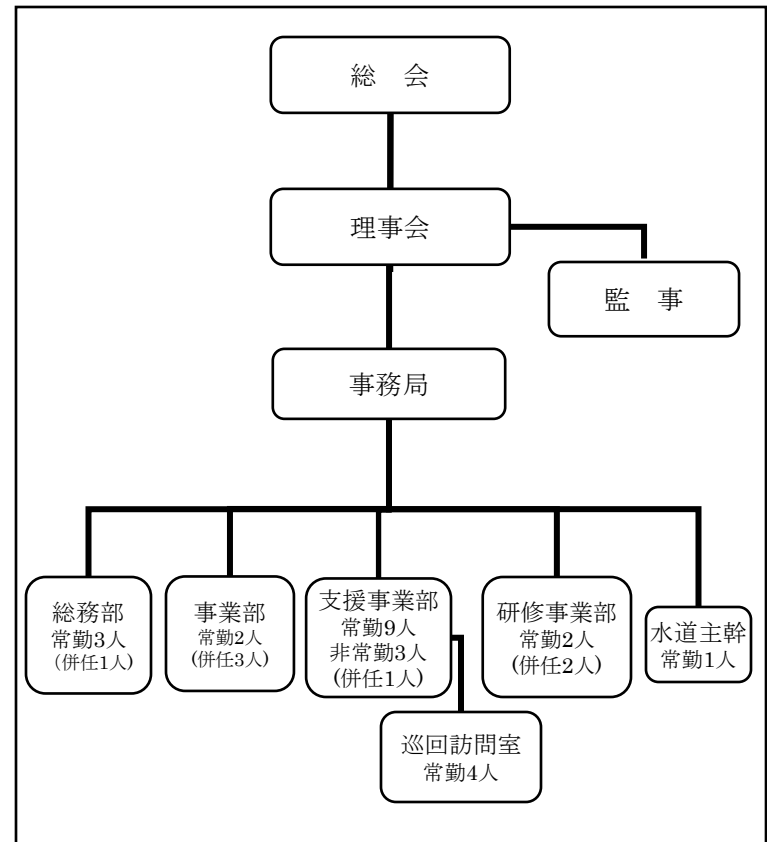 総　会
理事会
監　事
事務局
総務部
常勤3人
（併任1人）
事業部
常勤2人
(併任3人)
支援事業部
常勤9人
非常勤3人
(併任1人)
研修事業部
常勤2人
(併任2人)
水道主幹
常勤1人
巡回訪問室
常勤4人